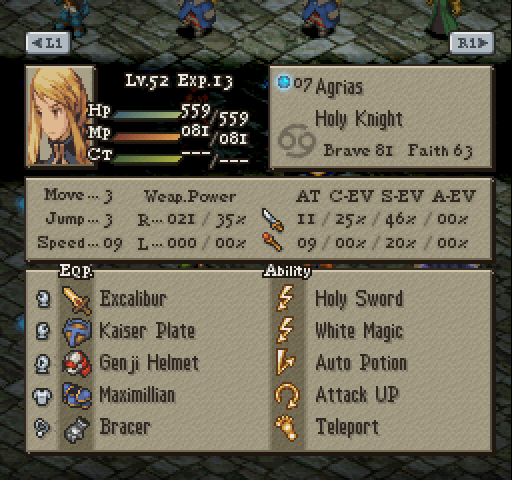 L1 R1
Lv.52 Exp.13
Hp 559/559
Mp 081/081
CT ---/---
07 Agrias
Holy Knight
Brave 81 Faith 63
Move... 3 Weap.Power AT C-EV S-EV A-EV
Jump... 3 R... 021 / 35% 11 / 25% / 46% / 00%
Speed... 09 L... 000 / 00% 09 / 00% / 20% / 00%
Eqp. Ability
Excalibur Holy Sword
Kaiser Plate White Magic
Genji Helmet Auto Potion
Maximillian Attack UP
Bracer Teleport